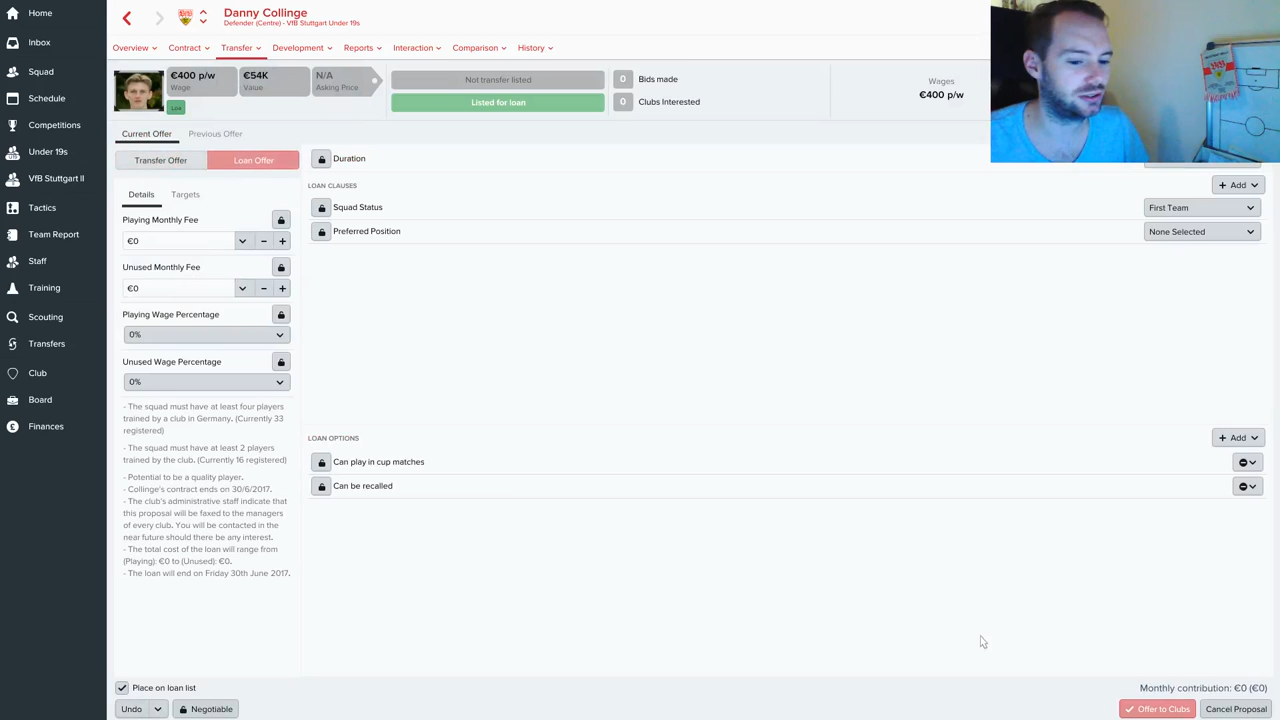 Home
Inbox
Squad
Schedule
Competitions
Under 19s
VfB Stuttgart II
Tactics
Team Report
Staff
Training
Scouting
Transfers
Club
Board
Finances
Danny Collinge
Defender (Centre) - VfB Stuttgart Under 19s
Overview
Contract
Transfer
Development
Reports
Interaction
Comparison
History
€400 p/w
Wage
€54K
Value
N/A
Asking Price
Loa
Not transfer listed
Listed for loan
0 Bids made
0 Clubs Interested
Wages
€400 p/w
Current Offer
Previous Offer
Transfer Offer
Loan Offer
Details
Targets
Playing Monthly Fee
€0
Unused Monthly Fee
€0
Playing Wage Percentage
0%
Unused Wage Percentage
0%
- The squad must have at least four players
trained by a club in Germany. (Currently 33
registered)
- The squad must have at least 2 players
trained by the club. (Currently 16 registered)
- Potential to be a quality player.
- Collinge's contract ends on 30/6/2017.
- The club's administrative staff indicate that
this proposal will be faxed to the managers
of every club. You will be contacted in the
near future should there be any interest.
- The total cost of the loan will range from
(Playing): €0 to (Unused): €0.
- The loan will end on Friday 30th June 2017.
Duration
LOAN CLAUSES
+ Add
Squad Status
First Team
Preferred Position
None Selected
LOAN OPTIONS
+ Add
Can play in cup matches
Can be recalled
Place on loan list
Monthly contribution: €0 (€0)
Undo
Negotiable
Offer to Clubs
Cancel Proposal